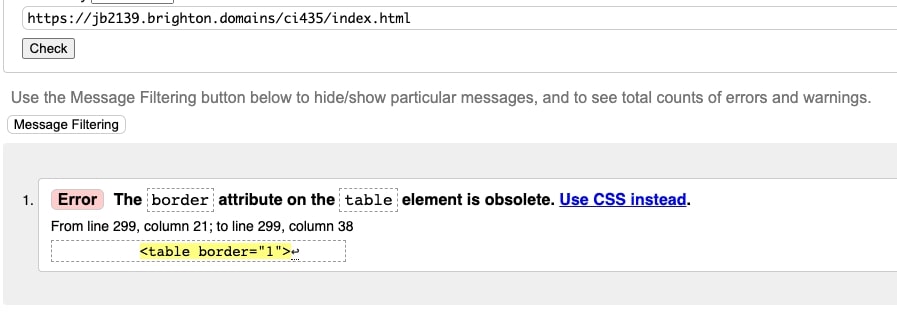 https://jb2139.brighton.domains/ci435/index.html
Check
Use the Message Filtering button below to hide/show particular messages, and to see total counts of errors and warnings.
Message Filtering
1. Error The border attribute on the table element is obsolete. Use CSS instead.
From line 299, column 21; to line 299, column 38
<table border="1">↩